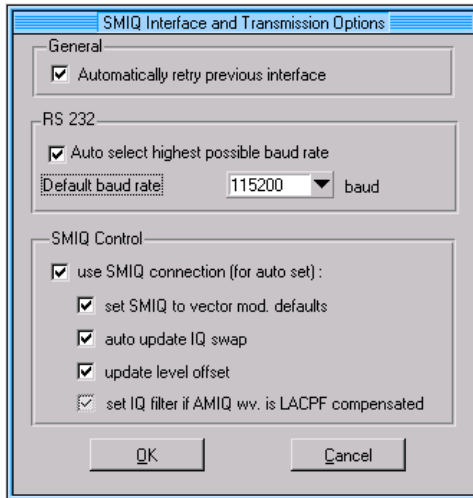 SMIQ Interface and Transmission Options
General
Automatically retry previous interface
RS 232
Auto select highest possible baud rate
Default baud rate 115200 baud
SMIQ Control
use SMIQ connection (for auto set) :
set SMIQ to vector mod. defaults
auto update IQ swap
update level offset
set IQ filter if AMIQ wv. is LACPF compensated
OK Cancel